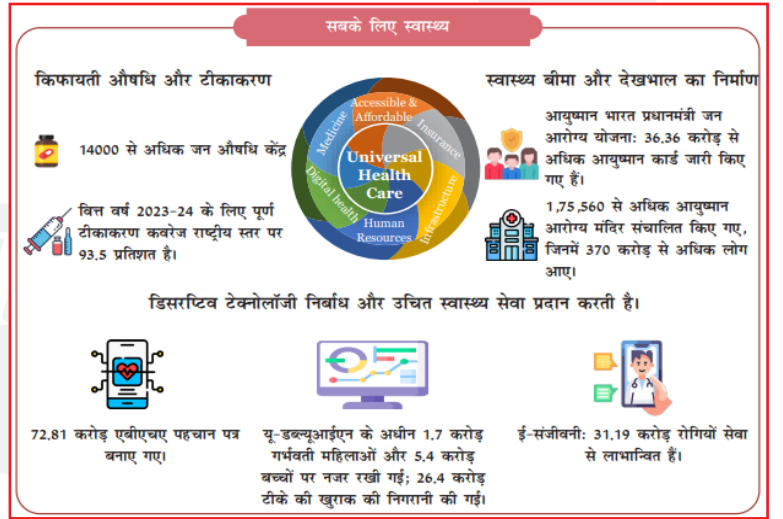 सबके लिए स्वास्थ्य
किफायती औषधि और टीकाकरण
14000 से अधिक जन औषधि केंद्र
वित्त वर्ष 2023-24 के लिए पूर्ण
टीकाकरण कवरेज राष्ट्रीय स्तर पर
93.5 प्रतिशत है।
Accessible &
Affordable
Insurance
Infrastructure
Human
Resources
Digital health
Medicine
Universal
Health
Care
स्वास्थ्य बीमा और देखभाल का निर्माण
आयुष्मान भारत प्रधानमंत्री जन
आरोग्य योजना: 36.36 करोड़ से
अधिक आयुष्मान कार्ड जारी किए
गए हैं।
1,75,560 से अधिक आयुष्मान
आरोग्य मंदिर संचालित किए गए,
जिनमें 370 करोड़ से अधिक लोग
आए।
डिसरप्टिव टेक्नोलॉजी निर्बाध और उचित स्वास्थ्य सेवा प्रदान करती है।
72.81 करोड़ एबीएचए पहचान पत्र
बनाए गए।
यू-डब्ल्यूआईएन के अधीन 1.7 करोड़
गर्भवती महिलाओं और 5.4 करोड़
बच्चों पर नजर रखी गई; 26.4 करोड़
टीके की खुराक की निगरानी की गई।
ई-संजीवनी: 31.19 करोड़ रोगियों सेवा
से लाभान्वित हैं।